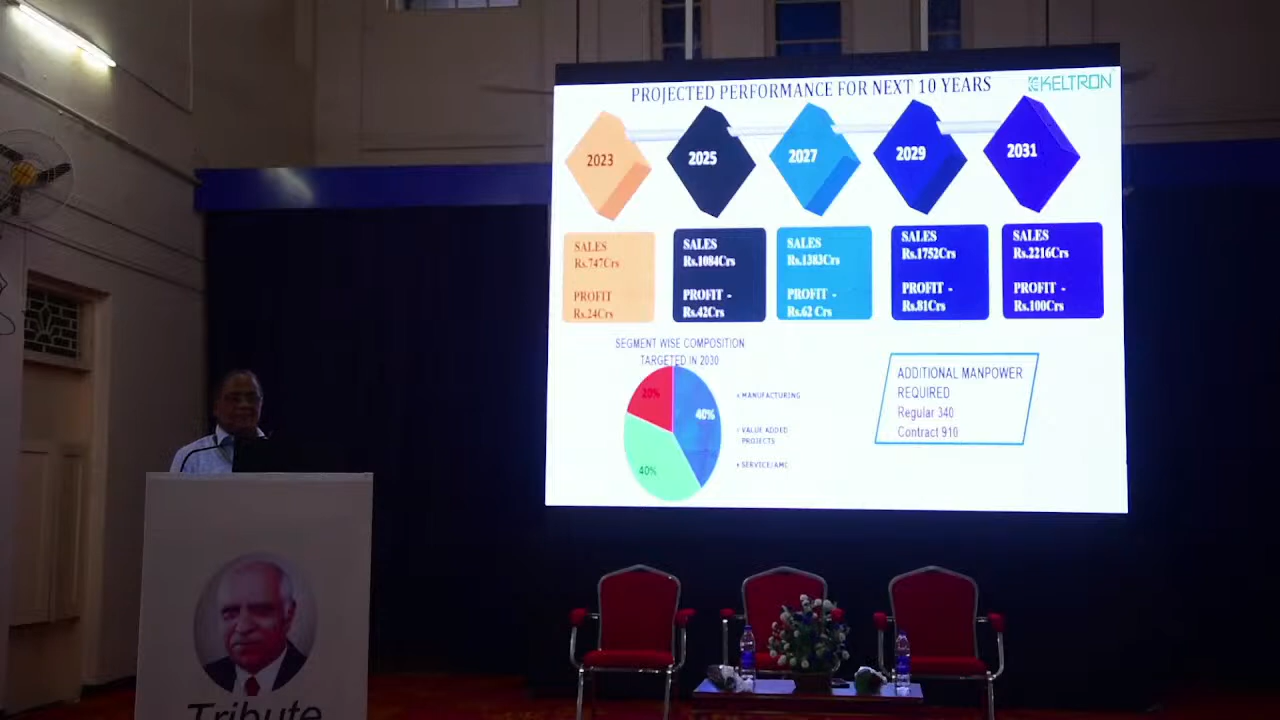 PROJECTED PERFORMANCE FOR NEXT 10 YEARS
KELTRON
2023
2025
2027
2029
2031
SALES
Rs.747Crs
PROFIT
Rs.24Crs
SALES
Rs.1084Crs
PROFIT -
Rs.42Crs
SALES
Rs.1383Crs
PROFIT -
Rs.62 Crs
SALES
Rs.1752Crs
PROFIT -
Rs.81Crs
SALES
Rs.2216Crs
PROFIT -
Rs.100Crs
SEGMENT WISE COMPOSITION
TARGETED IN 2030
20%
40%
40%
MANUFACTURING
VALUE ADDED
PROJECTS
SERVICE/AMC
ADDITIONAL MANPOWER
REQUIRED
Regular 340
Contract 910
Tribute